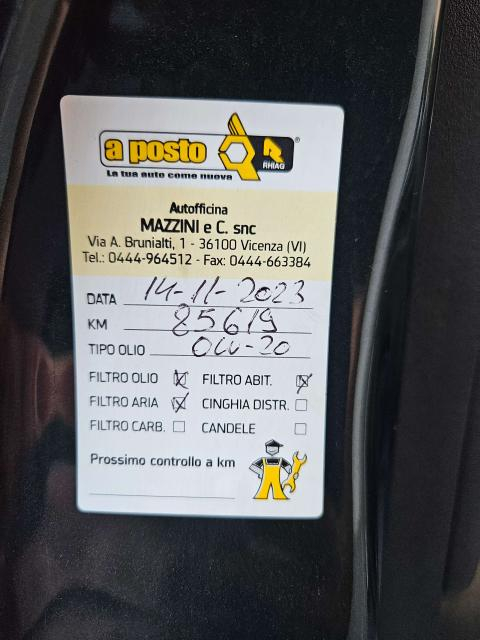 a posto
RHIAG
La tua auto come nuova
Autofficina
MAZZINI e C. snc
Via A. Brunialti, 1 - 36100 Vicenza (VI)
Tel.: 0444-964512 - Fax: 0444-663384
DATA 14-11-2023
KM 85619
TIPO OLIO 0W-20
FILTRO OLIO FILTRO ABIT.
FILTRO ARIA CINGHIA DISTR.
FILTRO CARB. CANDELE
Prossimo controllo a km